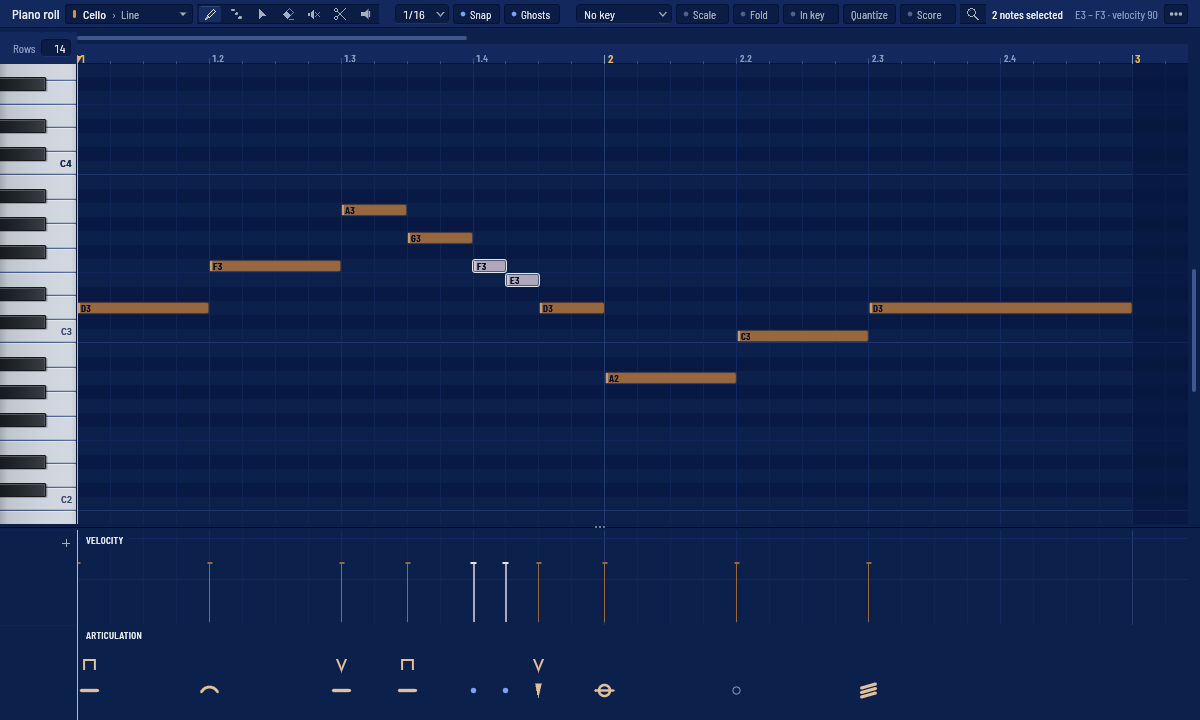 Piano roll Cello › Line 1/16 Snap Ghosts No key Scale Fold In key Quantize Score 2 notes selected E3 – F3 · velocity 90
Rows 14
1 1.2 1.3 1.4 2 2.2 2.3 2.4 3
C4
A3
G3
F3 F3
E3
D3 D3 D3
C3
C3
A2
C2
VELOCITY
ARTICULATION